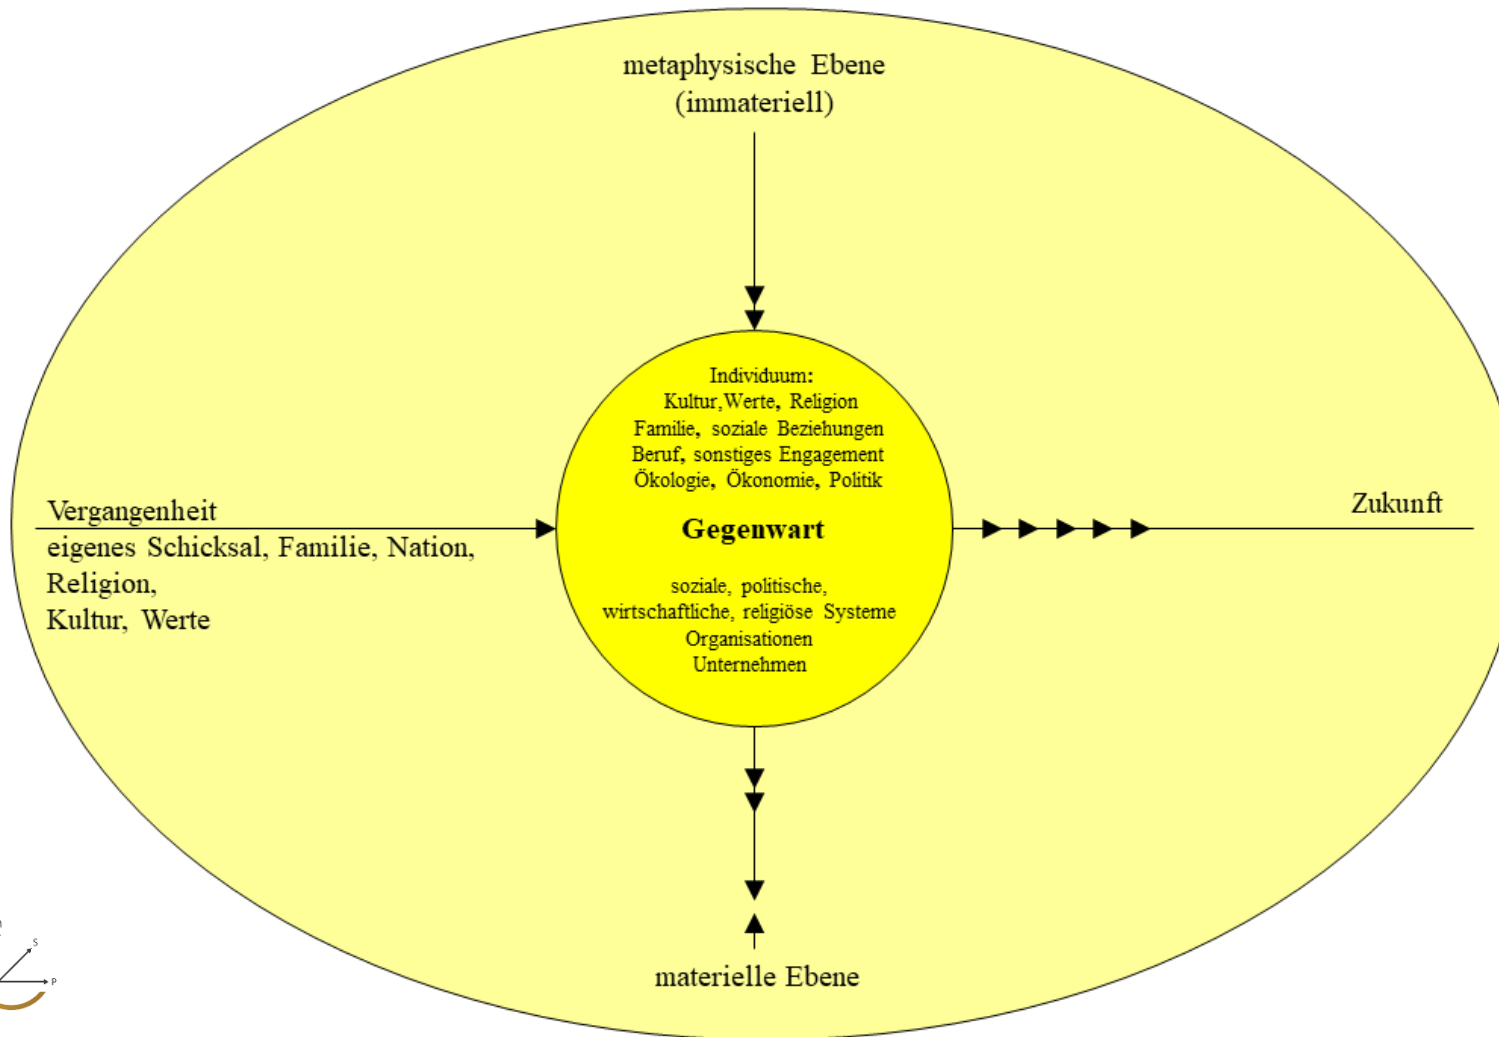 metaphysische Ebene
(immateriell)
Individuum:
Kultur,Werte, Religion
Familie, soziale Beziehungen
Beruf, sonstiges Engagement
Ökologie, Ökonomie, Politik
Vergangenheit
eigenes Schicksal, Familie, Nation,
Religion,
Kultur, Werte
Gegenwart
Zukunft
soziale, politische,
wirtschaftliche, religiöse Systeme
Organisationen
Unternehmen
materielle Ebene
S
P